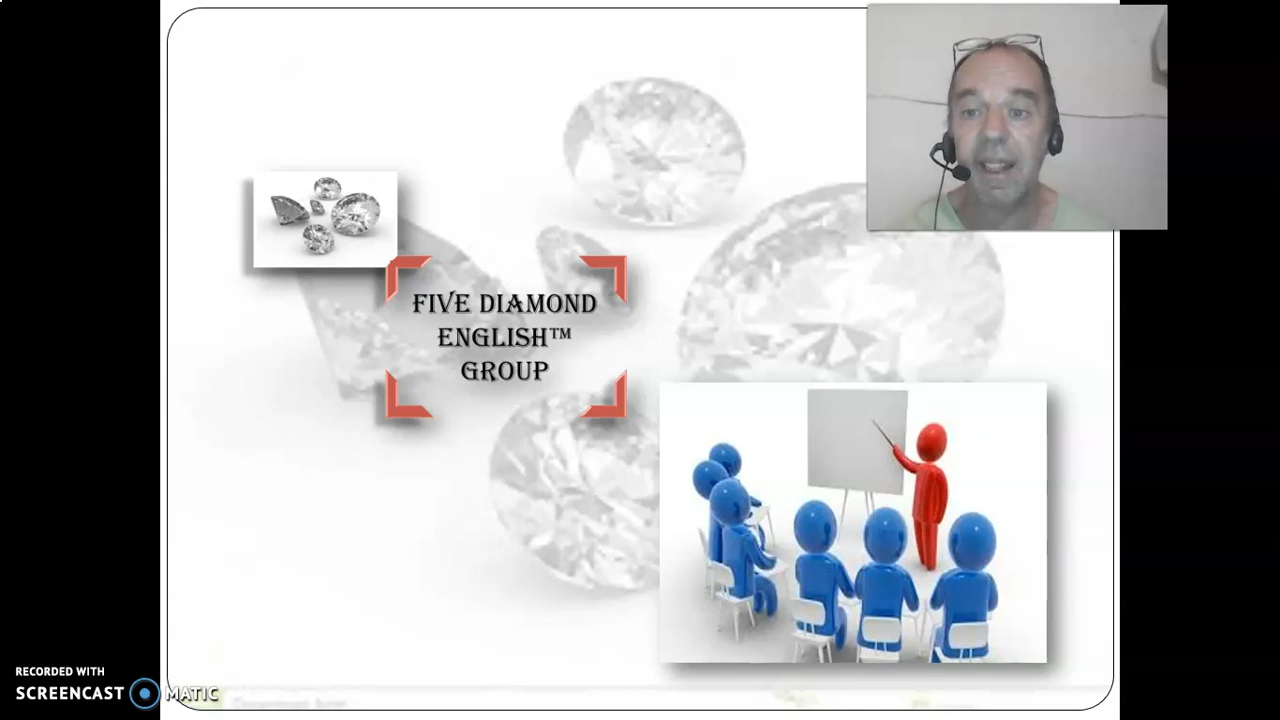 FIVE DIAMOND
ENGLISH™
GROUP
RECORDED WITH
SCREENCAST MATIC